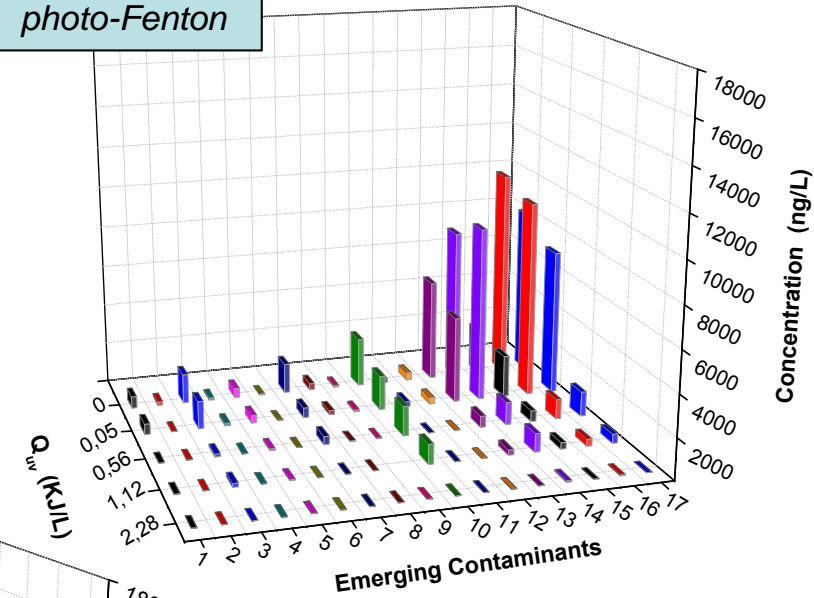 photo-Fenton
18000
16000
14000
12000
10000
8000
6000
4000
2000
Concentration (ng/L)
0
0,05
0,56
1,12
2,28
Quv (KJ/L)
1 2 3 4 5 6 7 8 9 10 11 12 13 14 15 16 17
Emerging Contaminants